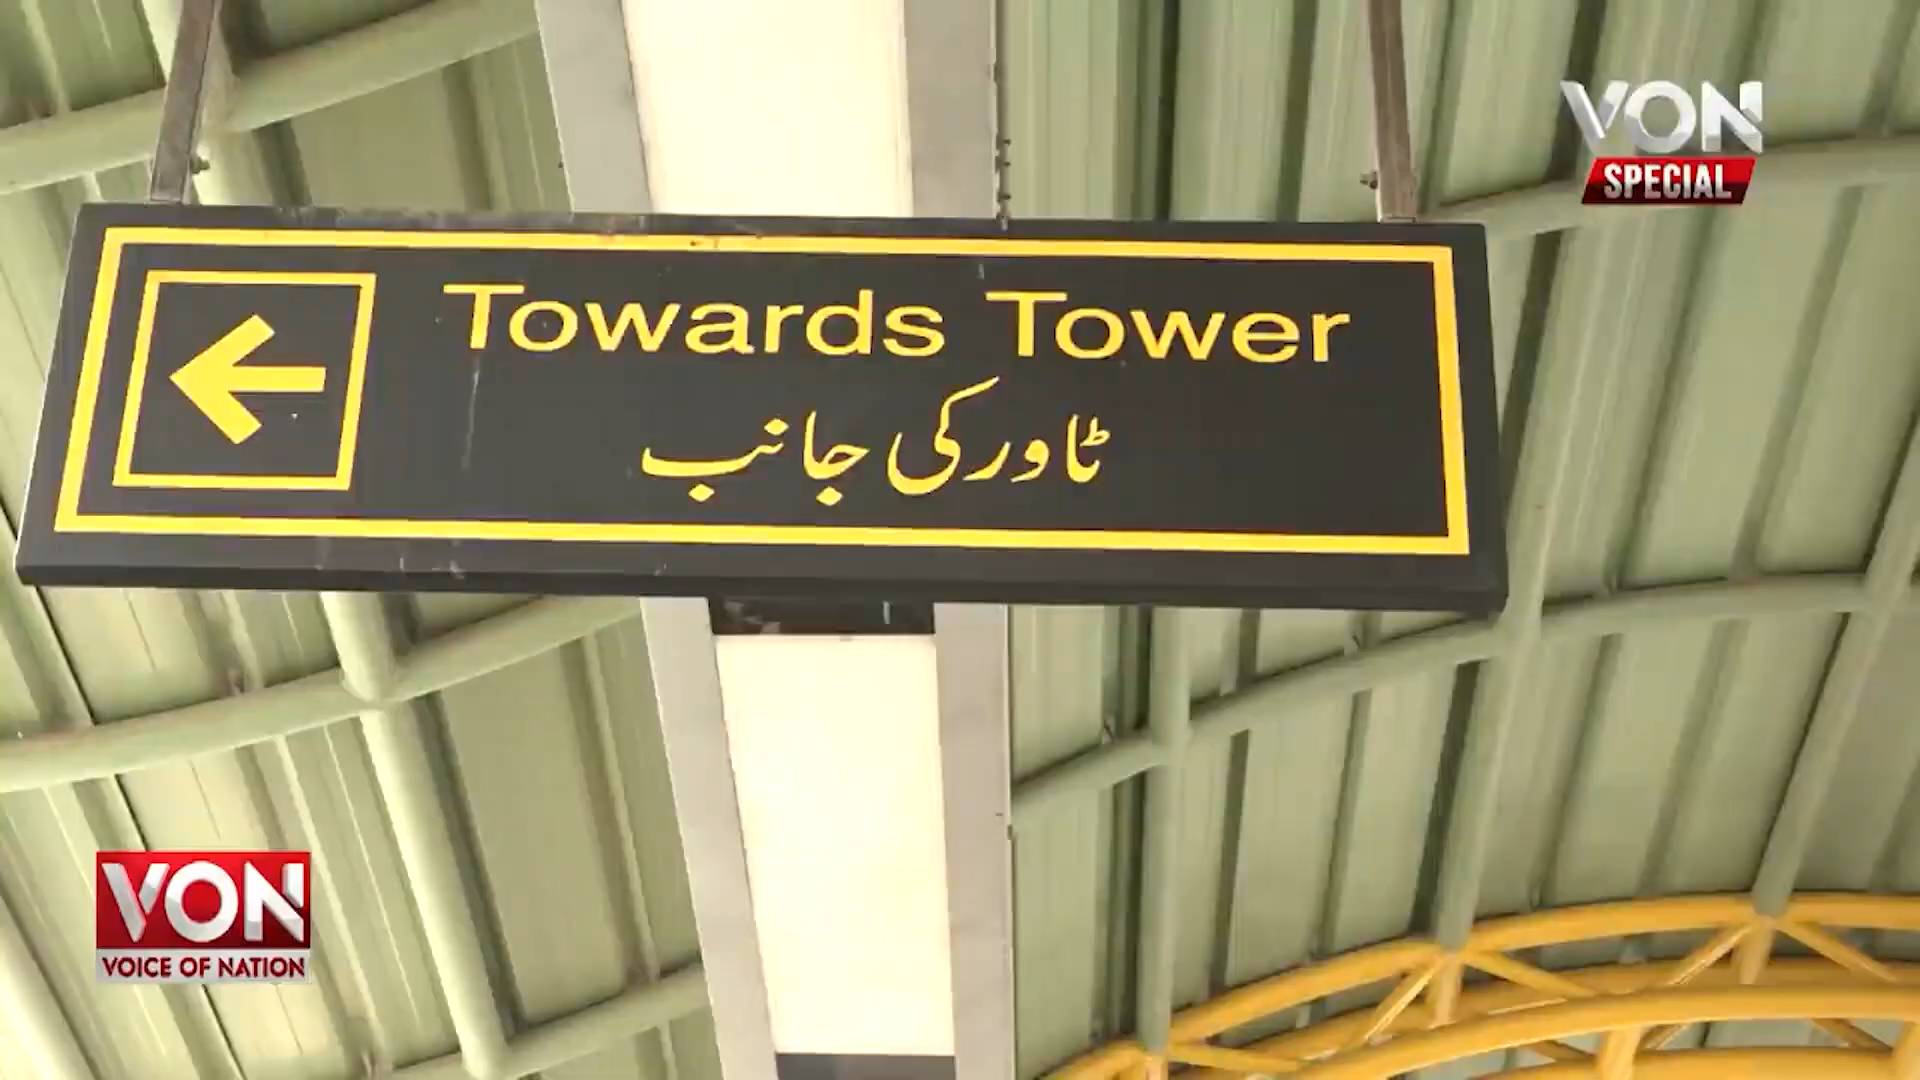 VON
SPECIAL
Towards Tower
ٹاور کی جانب
VON
VOICE OF NATION